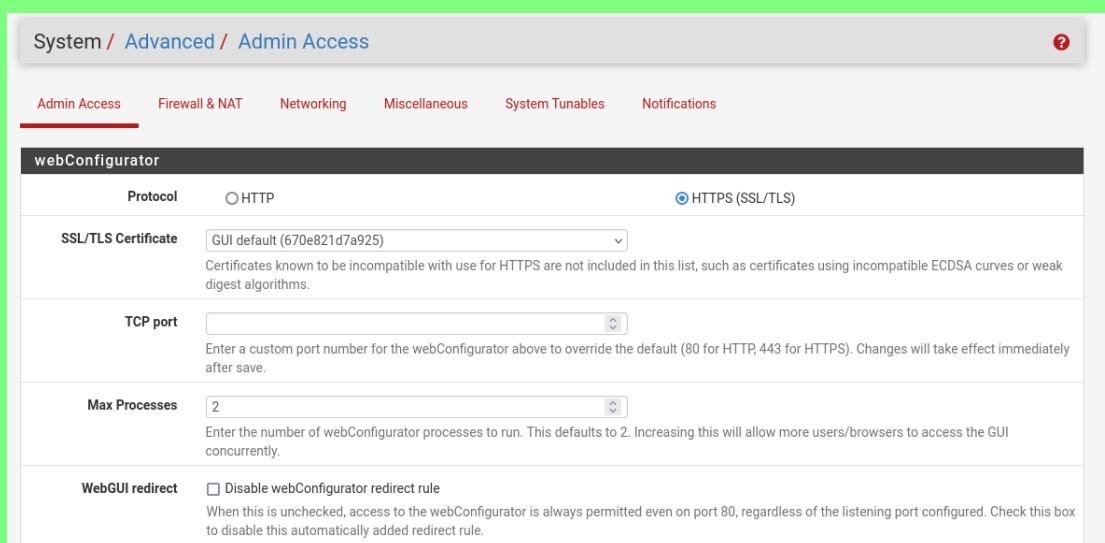 System / Advanced / Admin Access
Admin Access Firewall & NAT Networking Miscellaneous System Tunables Notifications
webConfigurator
Protocol HTTP HTTPS (SSL/TLS)
SSL/TLS Certificate GUI default (670e821d7a925)
Certificates known to be incompatible with use for HTTPS are not included in this list, such as certificates using incompatible ECDSA curves or weak
digest algorithms.
TCP port
Enter a custom port number for the webConfigurator above to override the default (80 for HTTP, 443 for HTTPS). Changes will take effect immediately
after save.
Max Processes 2
Enter the number of webConfigurator processes to run. This defaults to 2. Increasing this will allow more users/browsers to access the GUI
concurrently.
WebGUI redirect Disable webConfigurator redirect rule
When this is unchecked, access to the webConfigurator is always permitted even on port 80, regardless of the listening port configured. Check this box
to disable this automatically added redirect rule.